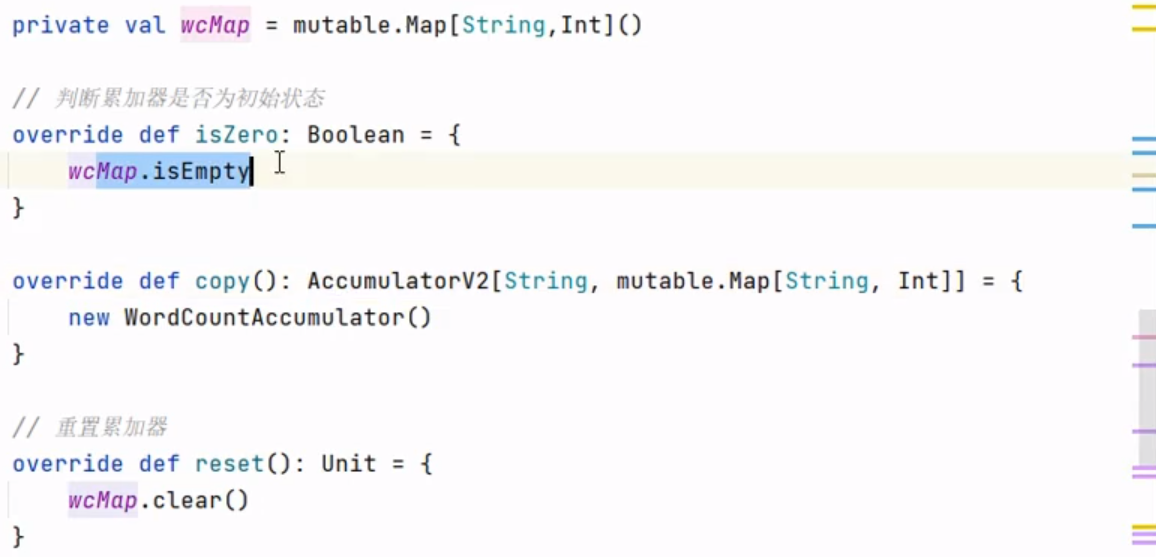 private val wcMap = mutable.Map[String,Int]()
// 判断累加器是否为初始状态
override def isZero: Boolean = {
wcMap.isEmpty
}
override def copy(): AccumulatorV2[String, mutable.Map[String, Int]] = {
new WordCountAccumulator()
}
// 重置累加器
override def reset(): Unit = {
wcMap.clear()
}